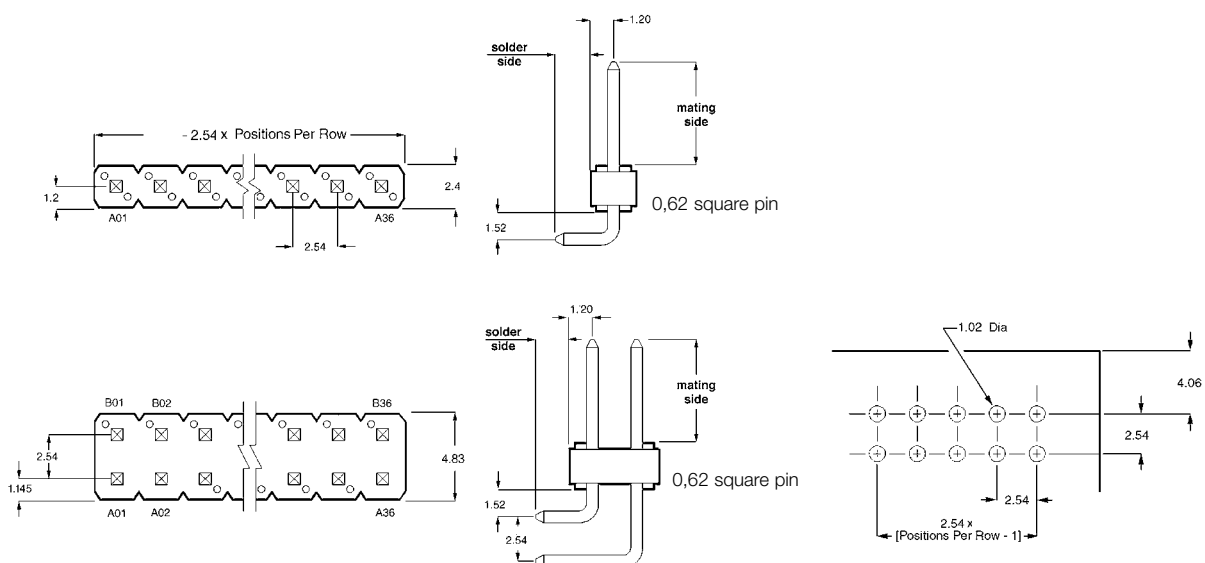 1.20
solder
side
mating
side
- 2.54 x Positions Per Row
1.2
2.4
A01
A36
2.54
0,62 square pin
1.52
1.20
solder
side
mating
side
B01 B02 B36
2.54
1.145
4.83
A01 A02 A36
0,62 square pin
1.52
2.54
1.02 Dia
4.06
2.54
2.54
2.54 x
[Positions Per Row - 1]